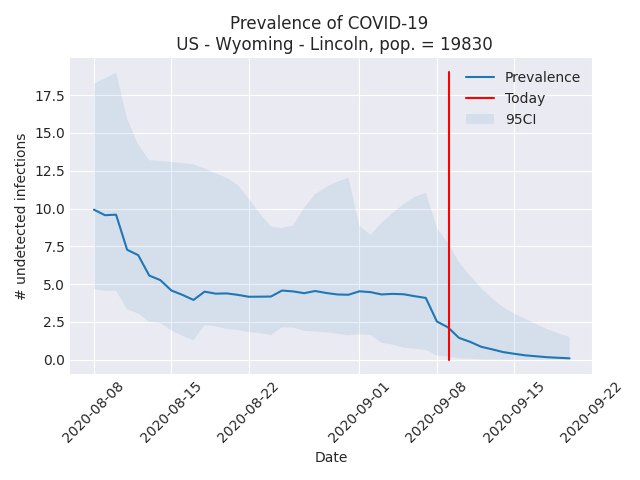 Prevalence of COVID-19
US - Wyoming - Lincoln, pop. = 19830
Prevalence
Today
95CI
17.5
15.0
12.5
10.0
7.5
5.0
2.5
0.0
# undetected infections
2020-08-08
2020-08-15
2020-08-22
2020-09-01
2020-09-08
2020-09-15
2020-09-22
Date